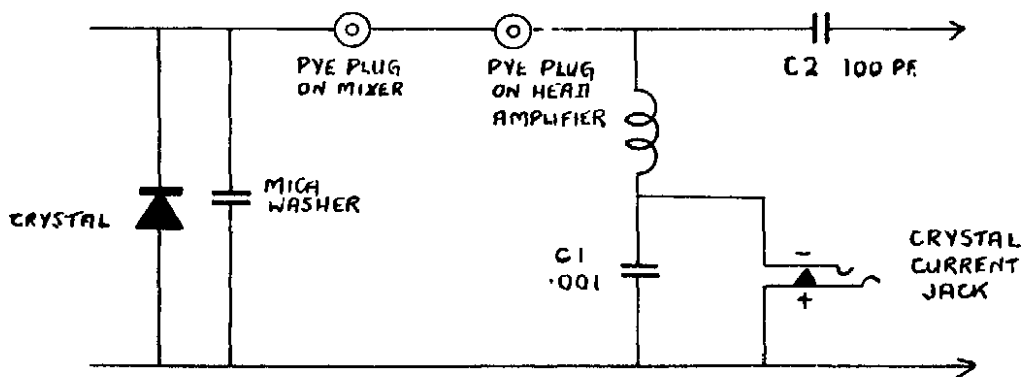 PYE PLUG
ON MIXER
PYE PLUG
ON HEAD
AMPLIFIER
C2 100 PF.
MICA
WASHER
CRYSTAL
C1
.001
-
+
CRYSTAL
CURRENT
JACK